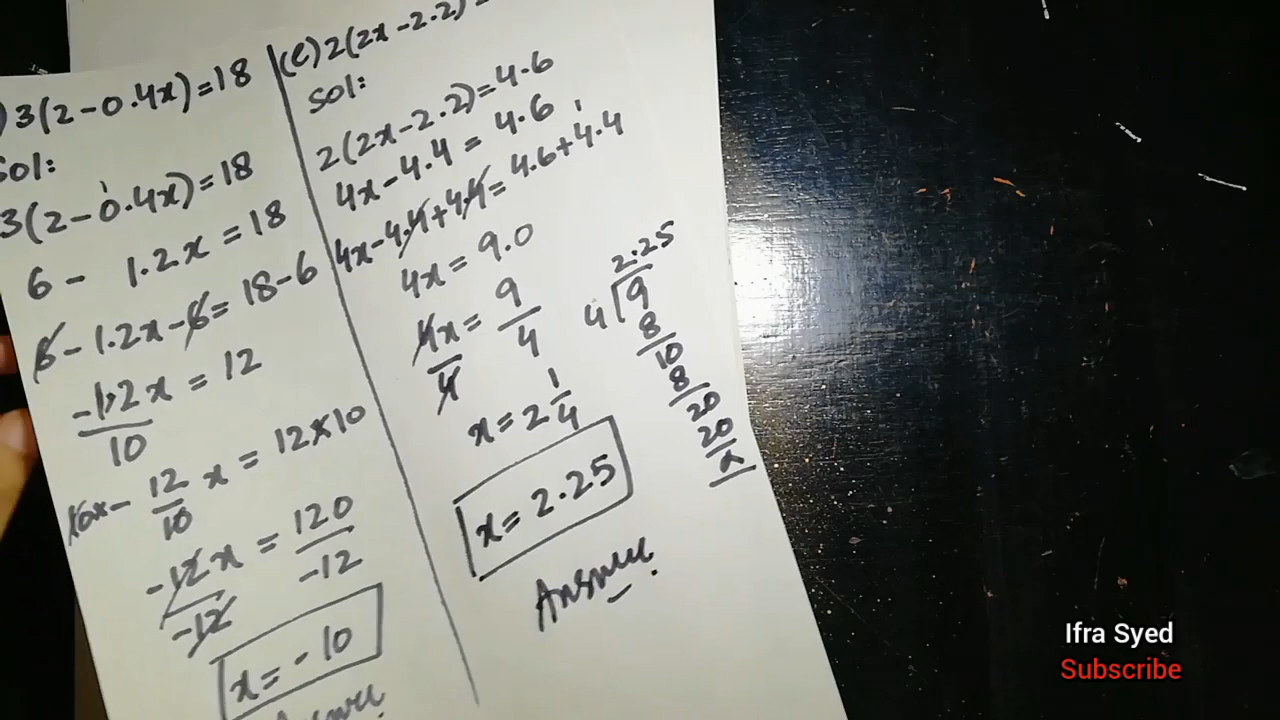 ) 3(2-0.4x)=18
Sol:
3(2-0.4x)=18
6- 1.2x=18
6-1.2x-6=18-6
-1.2x=12
10
10x-12/10 x=12x10
-12x/-12=120/-12
x=-10
Answer.
(e) 2(2x-2.2)=
Sol:
2(2x-2.2)=4.6
4x-4.4=4.6
4x-4.4+4.4=4.6+4.4
4x=9.0
4x/4=9/4
x=2 1/4
x=2.25
Answer.
2.25
4 9
8
10
8
20
20
x
Ifra Syed
Subscribe